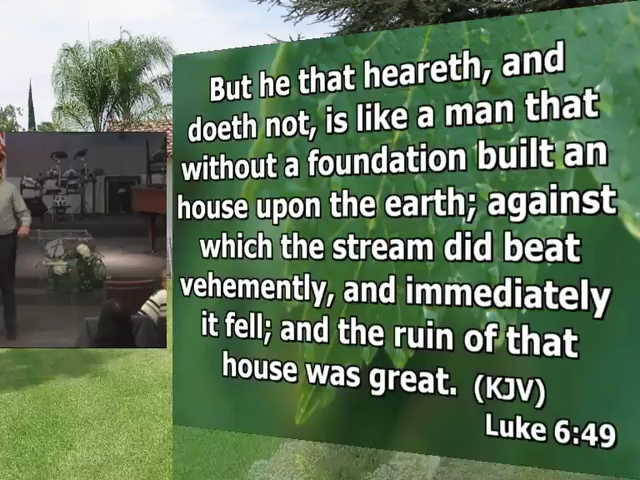 But he that heareth, and
doeth not, is like a man that
without a foundation built an
house upon the earth; against
which the stream did beat
vehemently, and immediately
it fell; and the ruin of that
house was great. (KJV)
Luke 6:49